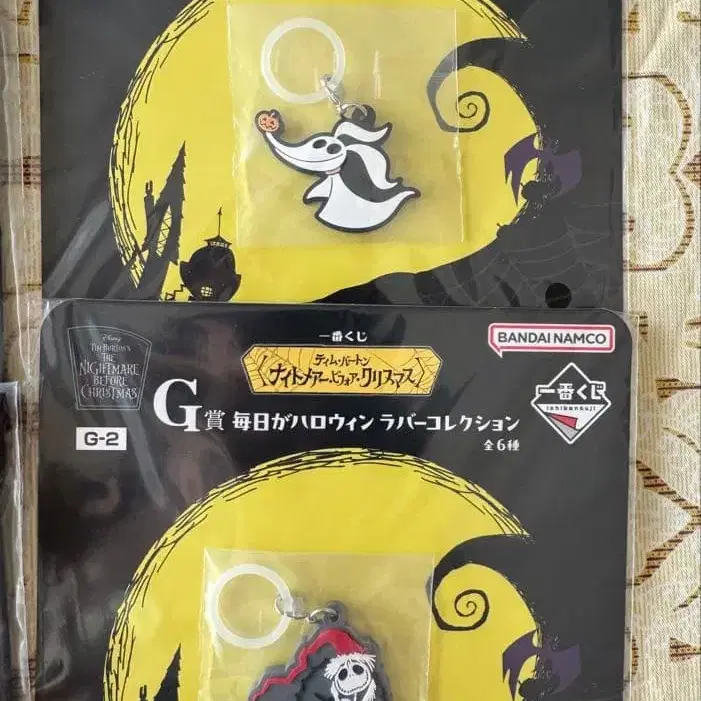 一番くじ
BANDAI NAMCO
Disney
TIM BURTON'S
THE
NIGHTMARE
BEFORE
CHRISTMAS
ティム・バートン
ナイトメアー・ビフォア・クリスマス
一番くじ
ichibankuji
G賞 毎日がハロウィン ラバーコレクション
G-2
全6種